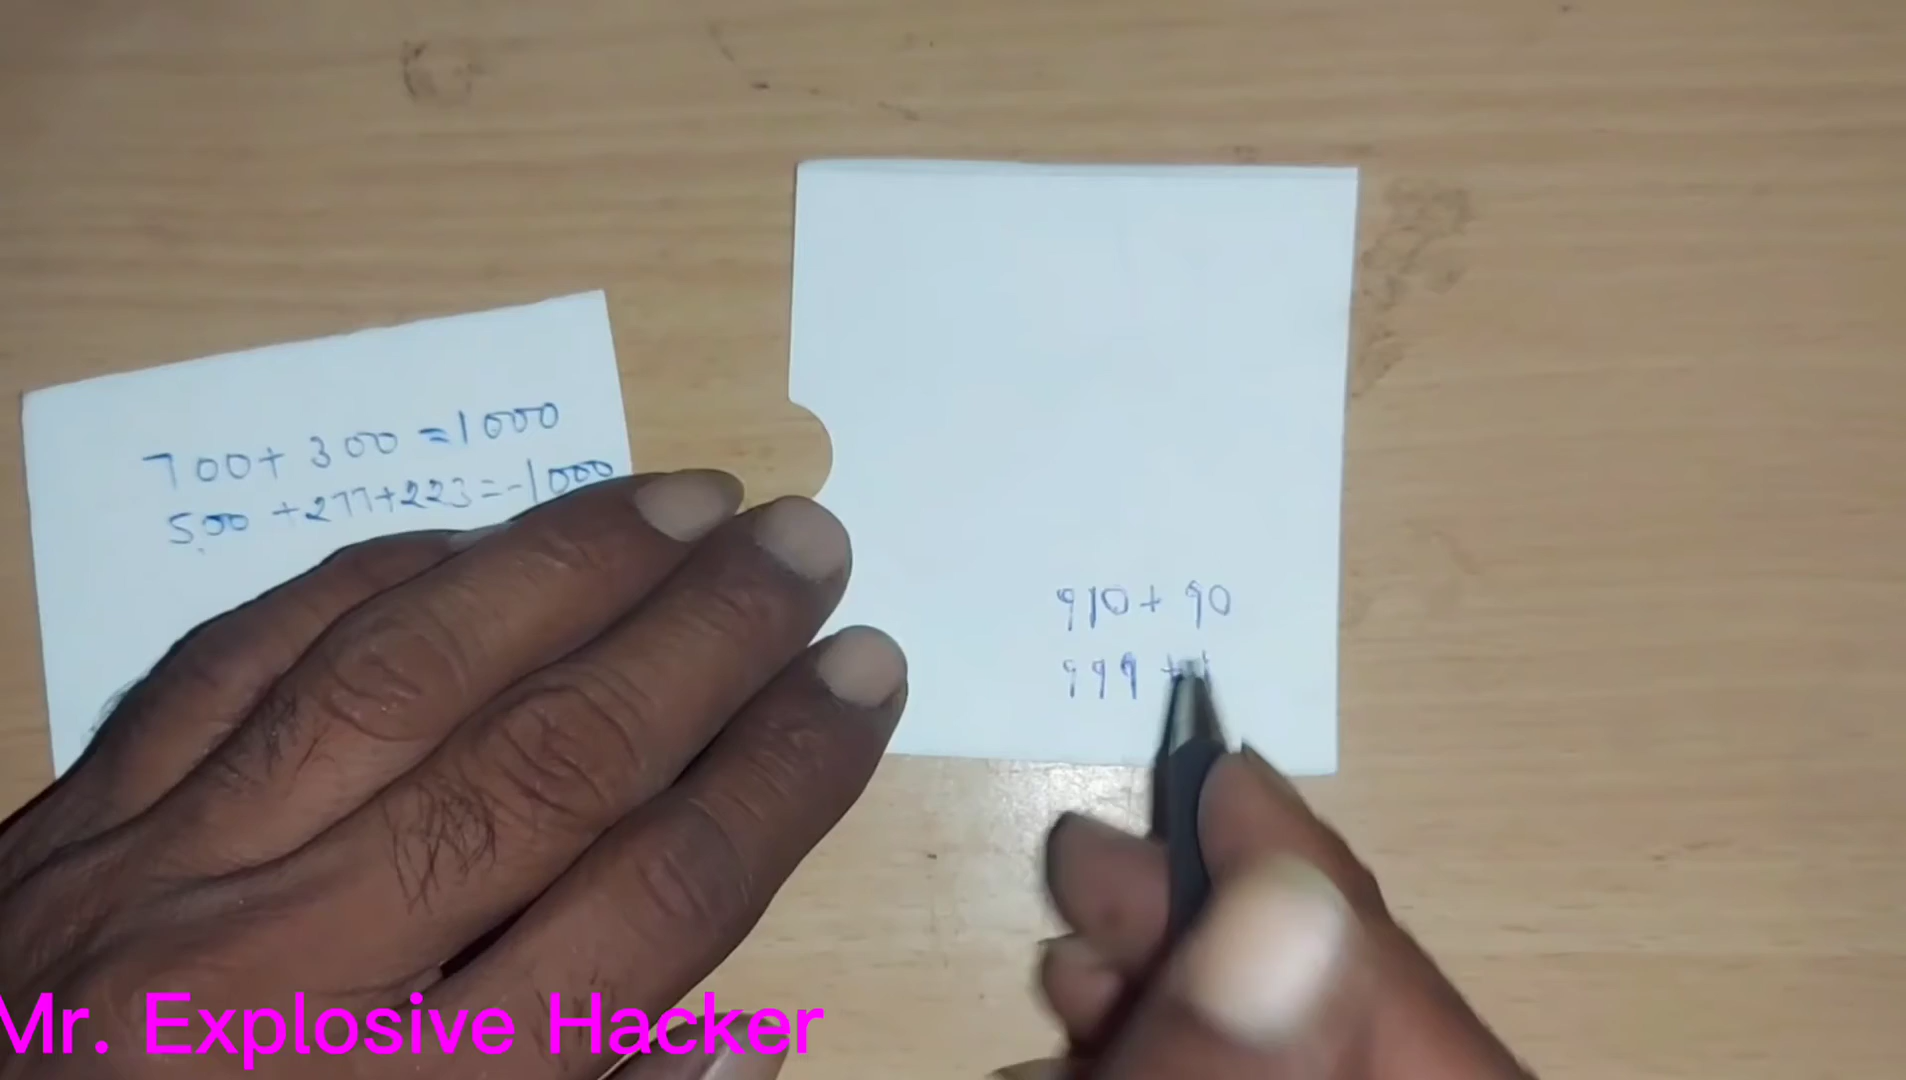 700+ 300 =1000
500 +277+223=-1000
910+ 90
999 +
Mr. Explosive Hacker